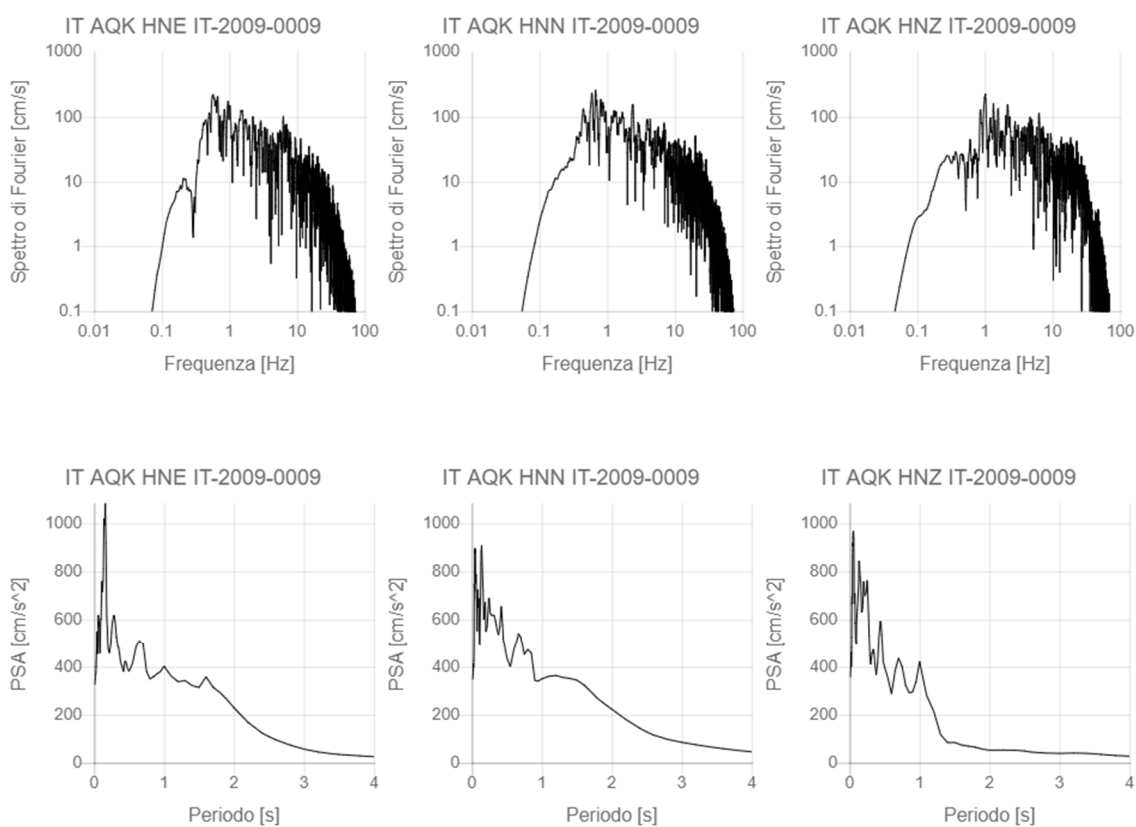 IT AQK HNE IT-2009-0009
IT AQK HNN IT-2009-0009
IT AQK HNZ IT-2009-0009
Spettro di Fourier [cm/s]
1000
100
10
1
0.1
0.01 0.1 1 10 100
Frequenza [Hz]
Spettro di Fourier [cm/s]
1000
100
10
1
0.1
0.01 0.1 1 10 100
Frequenza [Hz]
Spettro di Fourier [cm/s]
1000
100
10
1
0.1
0.01 0.1 1 10 100
Frequenza [Hz]
IT AQK HNE IT-2009-0009
IT AQK HNN IT-2009-0009
IT AQK HNZ IT-2009-0009
PSA [cm/s^2]
1000
800
600
400
200
0
0 1 2 3 4
Periodo [s]
PSA [cm/s^2]
1000
800
600
400
200
0
0 1 2 3 4
Periodo [s]
PSA [cm/s^2]
1000
800
600
400
200
0
0 1 2 3 4
Periodo [s]